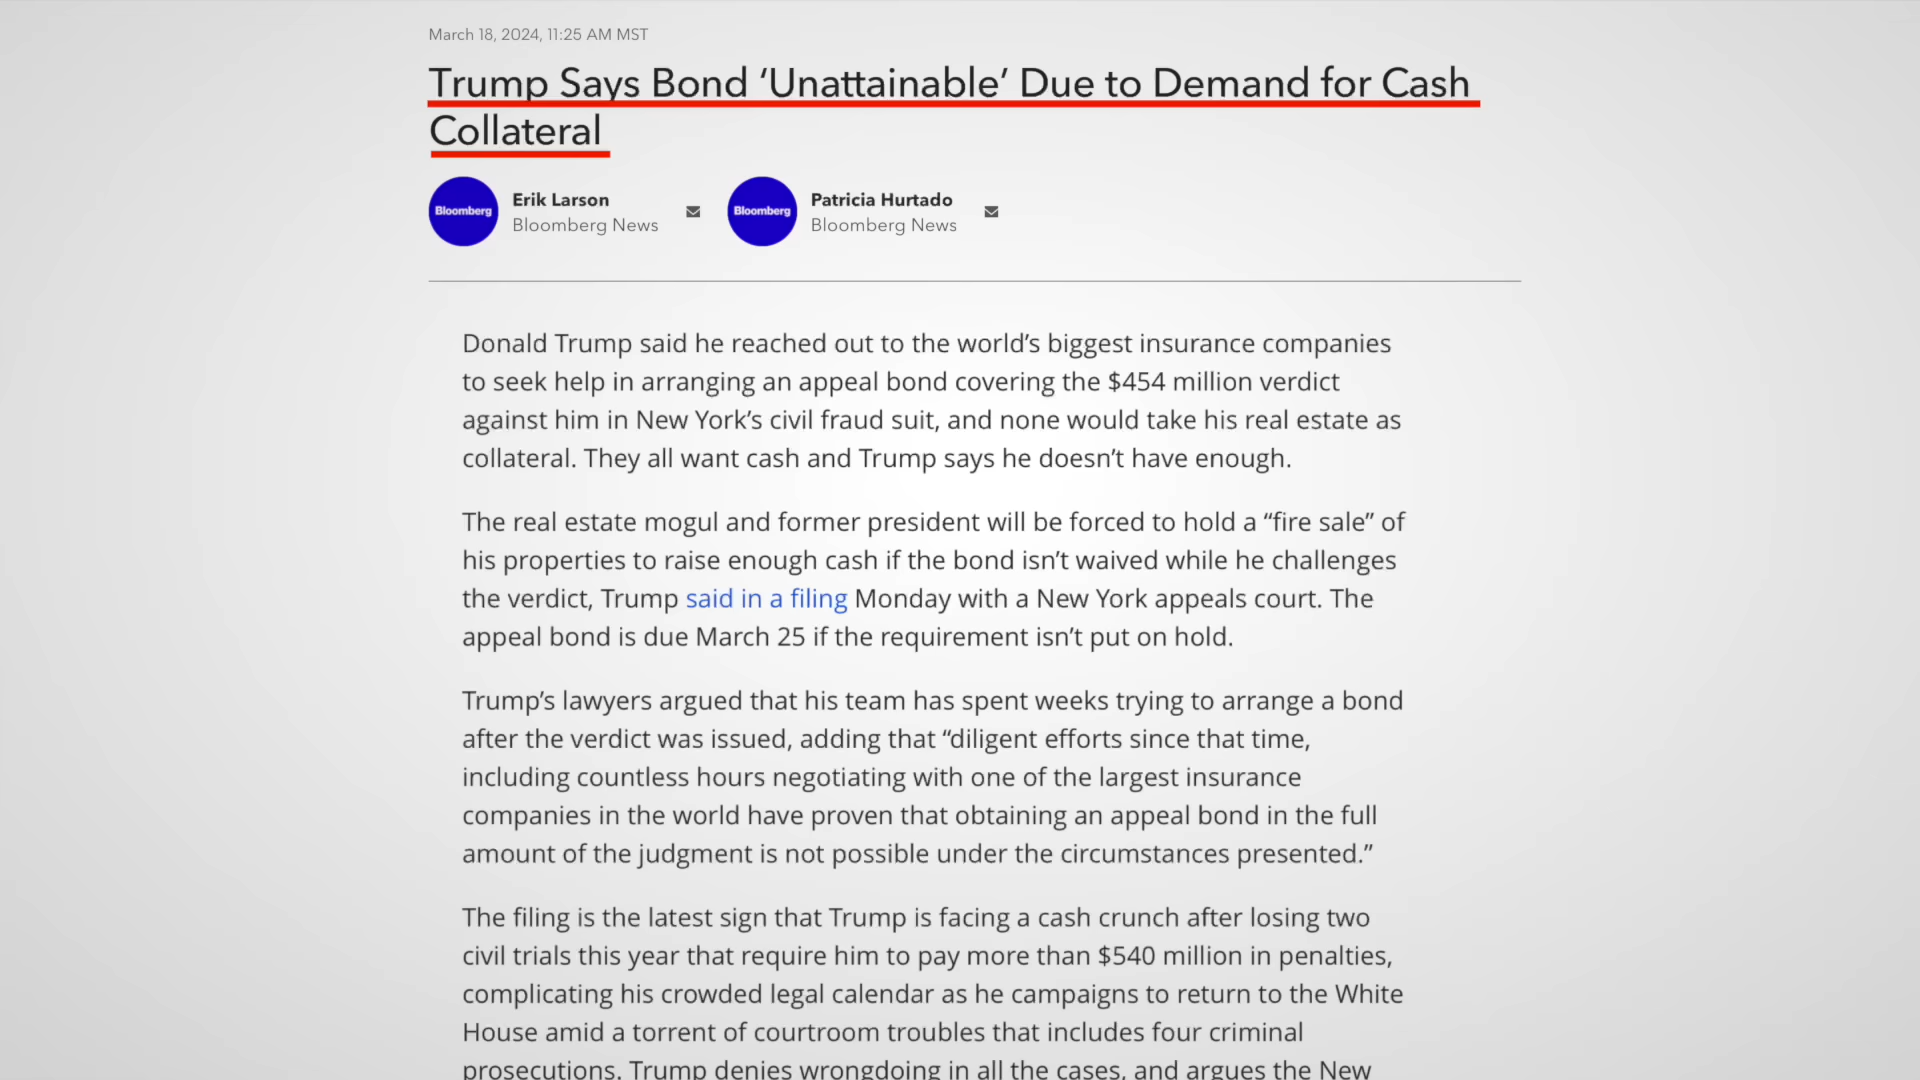 March 18, 2024, 11:25 AM MST
Trump Says Bond ‘Unattainable’ Due to Demand for Cash
Collateral
Bloomberg
Erik Larson
Bloomberg News
Bloomberg
Patricia Hurtado
Bloomberg News
Donald Trump said he reached out to the world’s biggest insurance companies
to seek help in arranging an appeal bond covering the $454 million verdict
against him in New York’s civil fraud suit, and none would take his real estate as
collateral. They all want cash and Trump says he doesn’t have enough.
The real estate mogul and former president will be forced to hold a “fire sale” of
his properties to raise enough cash if the bond isn’t waived while he challenges
the verdict, Trump said in a filing Monday with a New York appeals court. The
appeal bond is due March 25 if the requirement isn’t put on hold.
Trump’s lawyers argued that his team has spent weeks trying to arrange a bond
after the verdict was issued, adding that “diligent efforts since that time,
including countless hours negotiating with one of the largest insurance
companies in the world have proven that obtaining an appeal bond in the full
amount of the judgment is not possible under the circumstances presented.”
The filing is the latest sign that Trump is facing a cash crunch after losing two
civil trials this year that require him to pay more than $540 million in penalties,
complicating his crowded legal calendar as he campaigns to return to the White
House amid a torrent of courtroom troubles that includes four criminal
prosecutions. Trump denies wrongdoing in all the cases, and argues the New